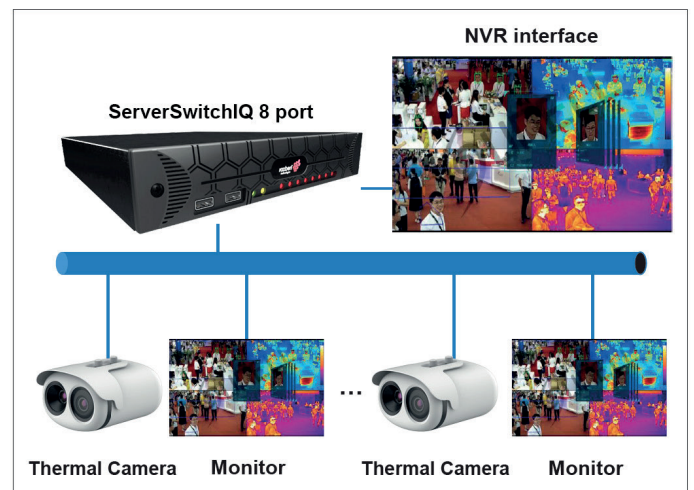 NVR interface
ServerSwitchIQ 8 port
...
Thermal Camera
Monitor
Thermal Camera
Monitor